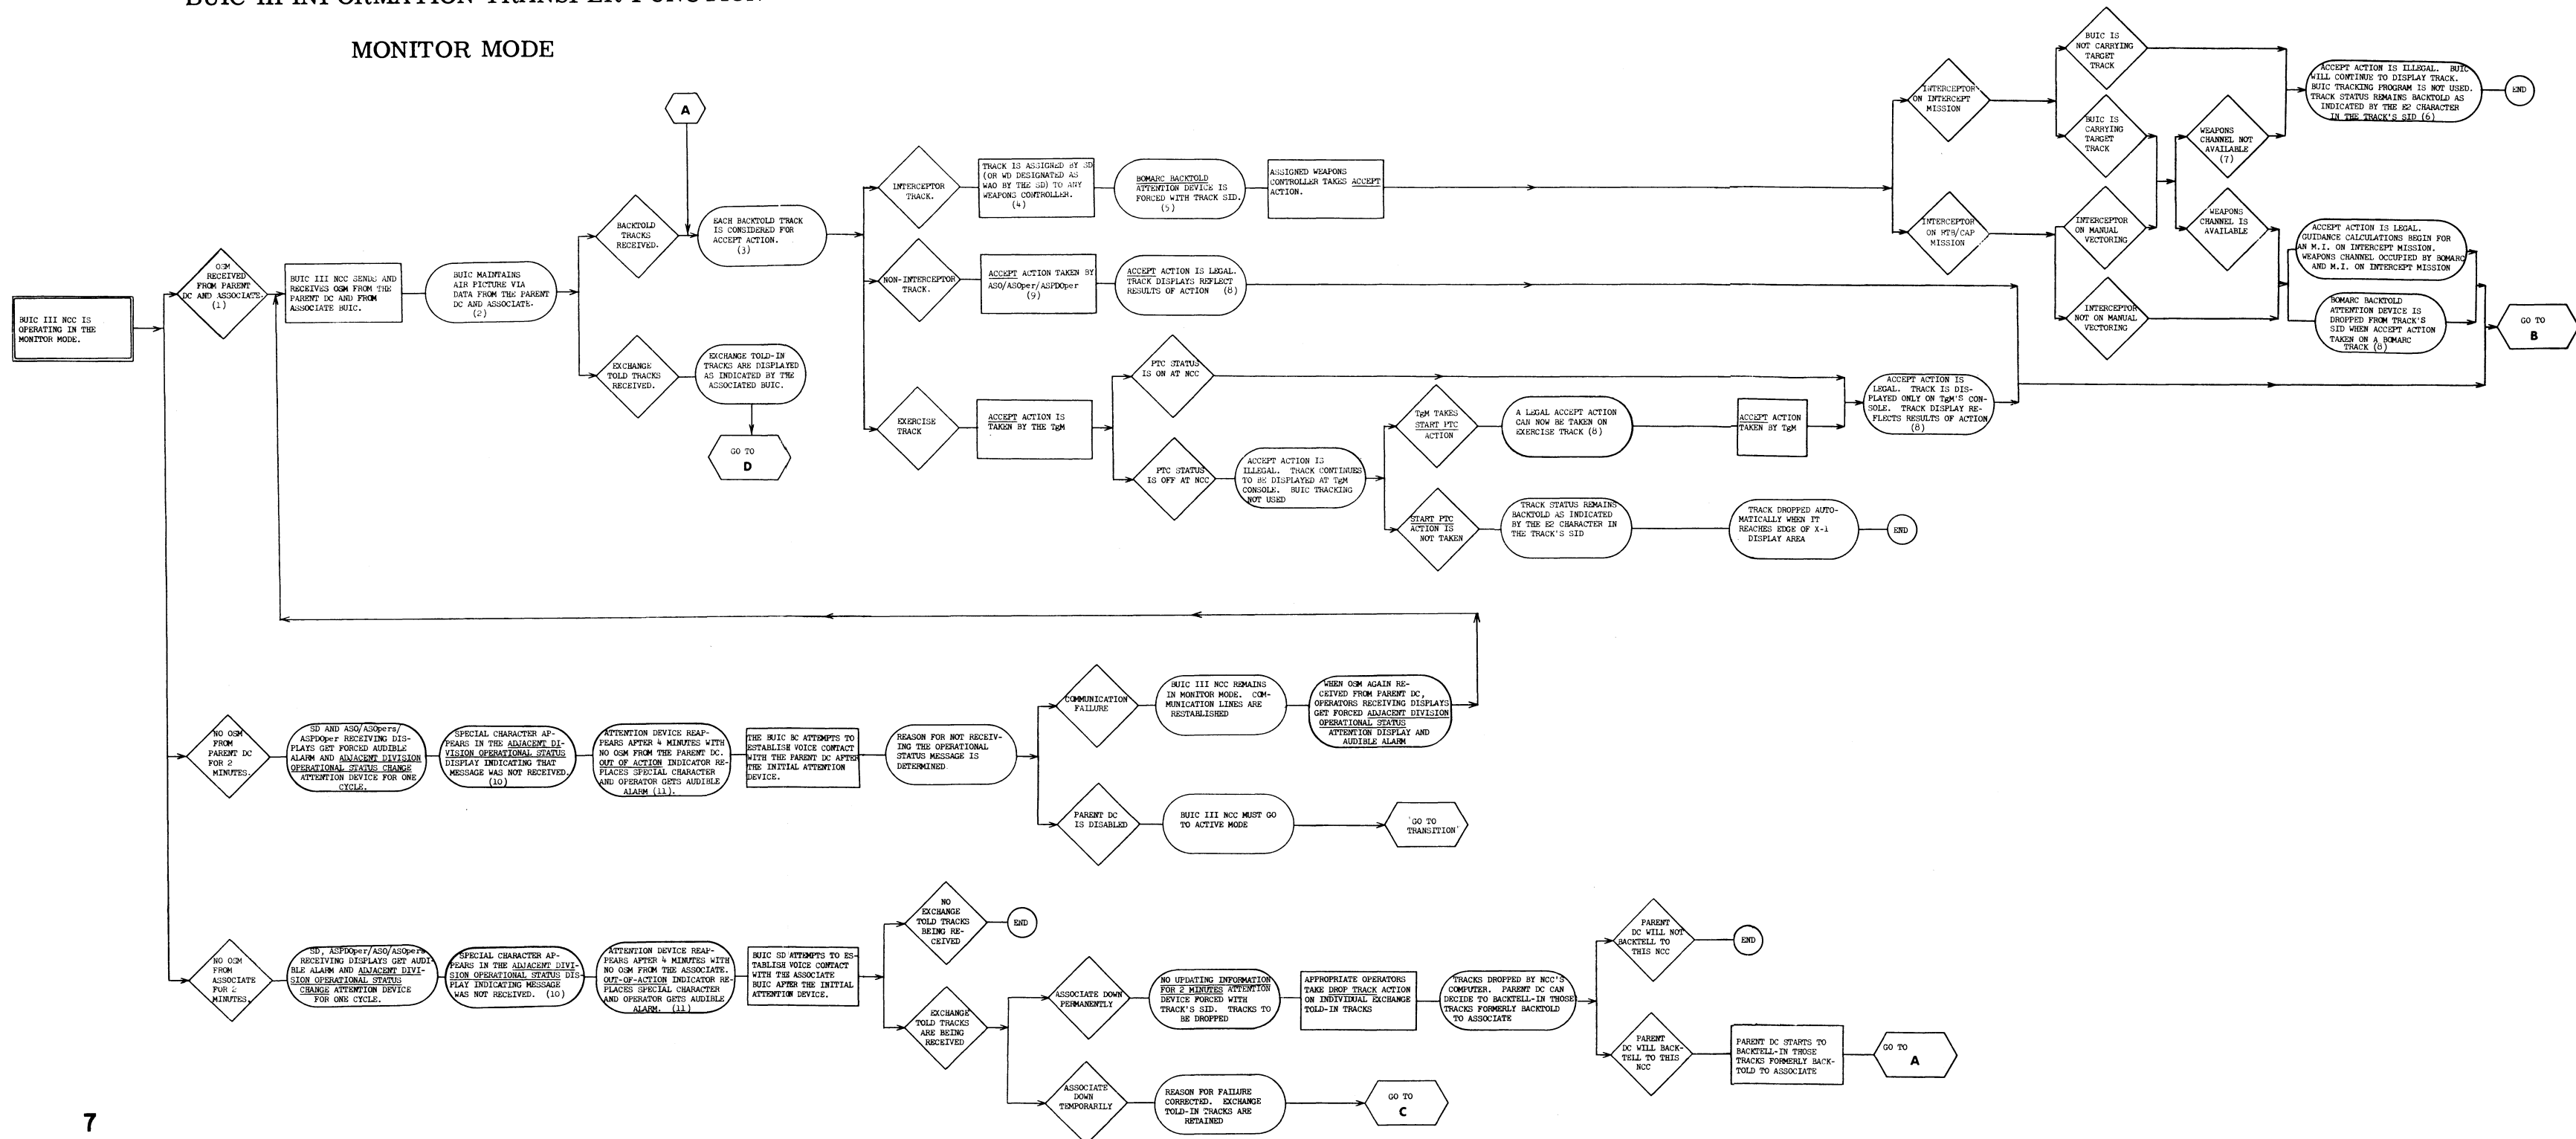 BUIC III INFORMATION TRANSFER FUNCTION
MONITOR MODE
BUIC III NCC IS
OPERATING IN THE
MONITOR MODE.
OSM
RECEIVED
FROM PARENT
DC AND ASSOCIATE.
(1)
BUIC III NCC SENDS AND
RECEIVES OSM FROM THE
PARENT DC AND FROM
ASSOCIATE BUIC.
BUIC MAINTAINS
AIR PICTURE VIA
DATA FROM THE PARENT
DC AND ASSOCIATE.
(2)
A
BACKTOLD
TRACKS
RECEIVED.
EACH BACKTOLD TRACK
IS CONSIDERED FOR
ACCEPT ACTION.
(3)
EXCHANGE
TOLD TRACKS
RECEIVED.
EXCHANGE TOLD-IN
TRACKS ARE DISPLAYED
AS INDICATED BY THE
ASSOCIATED BUIC.
GO TO
D
INTERCEPTOR
TRACK.
TRACK IS ASSIGNED BY SD
(OR WD DESIGNATED AS
WAO BY THE SD) TO ANY
WEAPONS CONTROLLER.
(4)
BOMARC BACKTOLD
ATTENTION DEVICE IS
FORCED WITH TRACK SID.
(5)
ASSIGNED WEAPONS
CONTROLLER TAKES ACCEPT
ACTION.
NON-INTERCEPTOR
TRACK.
ACCEPT ACTION TAKEN BY
ASO/ASOper/ASPDOper
(9)
ACCEPT ACTION IS LEGAL.
TRACK DISPLAYS REFLECT
RESULTS OF ACTION (8)
EXERCISE
TRACK
ACCEPT ACTION IS
TAKEN BY THE TgM
PTC STATUS
IS ON AT NCC
PTC STATUS
IS OFF AT NCC
ACCEPT ACTION IS
ILLEGAL. TRACK CONTINUES
TO BE DISPLAYED AT TgM
CONSOLE. BUIC TRACKING
NOT USED
TgM TAKES
START PTC
ACTION
A LEGAL ACCEPT ACTION
CAN NOW BE TAKEN ON
EXERCISE TRACK (8)
ACCEPT ACTION
TAKEN BY TgM
ACCEPT ACTION IS
LEGAL. TRACK IS DIS-
PLAYED ONLY ON TgM'S CON-
SOLE. TRACK DISPLAY RE-
FLECTS RESULTS OF ACTION
(8)
START PTC
ACTION IS
NOT TAKEN
TRACK STATUS REMAINS
BACKTOLD AS INDICATED
BY THE E2 CHARACTER IN
THE TRACK'S SID
TRACK DROPPED AUTO-
MATICALLY WHEN IT
REACHES EDGE OF X-1
DISPLAY AREA
END
INTERCEPTOR
ON INTERCEPT
MISSION
INTERCEPTOR
ON RTB/CAP
MISSION
BUIC IS
NOT CARRYING
TARGET
TRACK
BUIC IS
CARRYING
TARGET
TRACK
INTERCEPTOR
ON MANUAL
VECTORING
INTERCEPTOR
NOT ON MANUAL
VECTORING
WEAPONS
CHANNEL NOT
AVAILABLE
(7)
WEAPONS
CHANNEL IS
AVAILABLE
ACCEPT ACTION IS ILLEGAL. BUIC
WILL CONTINUE TO DISPLAY TRACK.
BUIC TRACKING PROGRAM IS NOT USED.
TRACK STATUS REMAINS BACKTOLD AS
INDICATED BY THE E2 CHARACTER
IN THE TRACK'S SID (6)
END
ACCEPT ACTION IS LEGAL.
GUIDANCE CALCULATIONS BEGIN FOR
AN M.I. ON INTERCEPT MISSION.
WEAPONS CHANNEL OCCUPIED BY BOMARC
AND M.I. ON INTERCEPT MISSION
BOMARC BACKTOLD
ATTENTION DEVICE IS
DROPPED FROM TRACK'S
SID WHEN ACCEPT ACTION
TAKEN ON A BOMARC
TRACK (8)
GO TO
B
NO OSM
FROM
PARENT DC
FOR 2
MINUTES.
SD AND ASO/ASOpers/
ASPDOper RECEIVING DIS-
PLAYS GET FORCED AUDIBLE
ALARM AND ADJACENT DIVISION
OPERATIONAL STATUS CHANGE
ATTENTION DEVICE FOR ONE
CYCLE.
SPECIAL CHARACTER AP-
PEARS IN THE ADJACENT DI-
VISION OPERATIONAL STATUS
DISPLAY INDICATING THAT
MESSAGE WAS NOT RECEIVED.
(10)
ATTENTION DEVICE REAP-
PEARS AFTER 4 MINUTES WITH
NO OSM FROM THE PARENT DC.
OUT OF ACTION INDICATOR RE-
PLACES SPECIAL CHARACTER
AND OPERATOR GETS AUDIBLE
ALARM (11).
THE BUIC BC ATTEMPTS TO
ESTABLISH VOICE CONTACT
WITH THE PARENT DC AFTER
THE INITIAL ATTENTION
DEVICE.
REASON FOR NOT RECEIV-
ING THE OPERATIONAL
STATUS MESSAGE IS
DETERMINED
COMMUNICATION
FAILURE
BUIC III NCC REMAINS
IN MONITOR MODE. COM-
MUNICATION LINES ARE
RESTABLISHED
WHEN OSM AGAIN RE-
CEIVED FROM PARENT DC,
OPERATORS RECEIVING DISPLAYS
GET FORCED ADJACENT DIVISION
OPERATIONAL STATUS
ATTENTION DISPLAY AND
AUDIBLE ALARM
PARENT DC
IS DISABLED
BUIC III NCC MUST GO
TO ACTIVE MODE
'GO TO
TRANSITION'
NO OSM
FROM
ASSOCIATE
FOR 2
MINUTES.
SD, ASPDOper/ASO/ASOpers
RECEIVING DISPLAYS GET AUDI-
BLE ALARM AND ADJACENT DIVI-
SION OPERATIONAL STATUS
CHANGE ATTENTION DEVICE
FOR ONE CYCLE.
SPECIAL CHARACTER AP-
PEARS IN THE ADJACENT DIVI-
SION OPERATIONAL STATUS DIS-
PLAY INDICATING MESSAGE
WAS NOT RECEIVED. (10)
ATTENTION DEVICE REAP-
PEARS AFTER 4 MINUTES WITH
NO OSM FROM THE ASSOCIATE.
OUT-OF-ACTION INDICATOR RE-
PLACES SPECIAL CHARACTER
AND OPERATOR GETS AUDIBLE
ALARM. (11)
BUIC SD ATTEMPTS TO ES-
TABLISH VOICE CONTACT
WITH THE ASSOCIATE
BUIC AFTER THE INITIAL
ATTENTION DEVICE.
NO
EXCHANGE
TOLD TRACKS
BEING RE-
CEIVED
END
EXCHANGE
TOLD TRACKS
ARE BEING
RECEIVED
ASSOCIATE DOWN
PERMANENTLY
NO UPDATING INFORMATION
FOR 2 MINUTES ATTENTION
DEVICE FORCED WITH
TRACK'S SID. TRACKS TO
BE DROPPED
APPROPRIATE OPERATORS
TAKE DROP TRACK ACTION
ON INDIVIDUAL EXCHANGE
TOLD-IN TRACKS
TRACKS DROPPED BY NCC'S
COMPUTER. PARENT DC CAN
DECIDE TO BACKTELL-IN THOSE
TRACKS FORMERLY BACKTOLD
TO ASSOCIATE
PARENT
DC WILL NOT
BACKTELL TO
THIS NCC
END
PARENT
DC WILL BACK-
TELL TO THIS
NCC
PARENT DC STARTS TO
BACKTELL-IN THOSE
TRACKS FORMERLY BACK-
TOLD TO ASSOCIATE
GO TO
A
ASSOCIATE
DOWN
TEMPORARILY
REASON FOR FAILURE
CORRECTED. EXCHANGE
TOLD-IN TRACKS ARE
RETAINED
GO TO
C
7